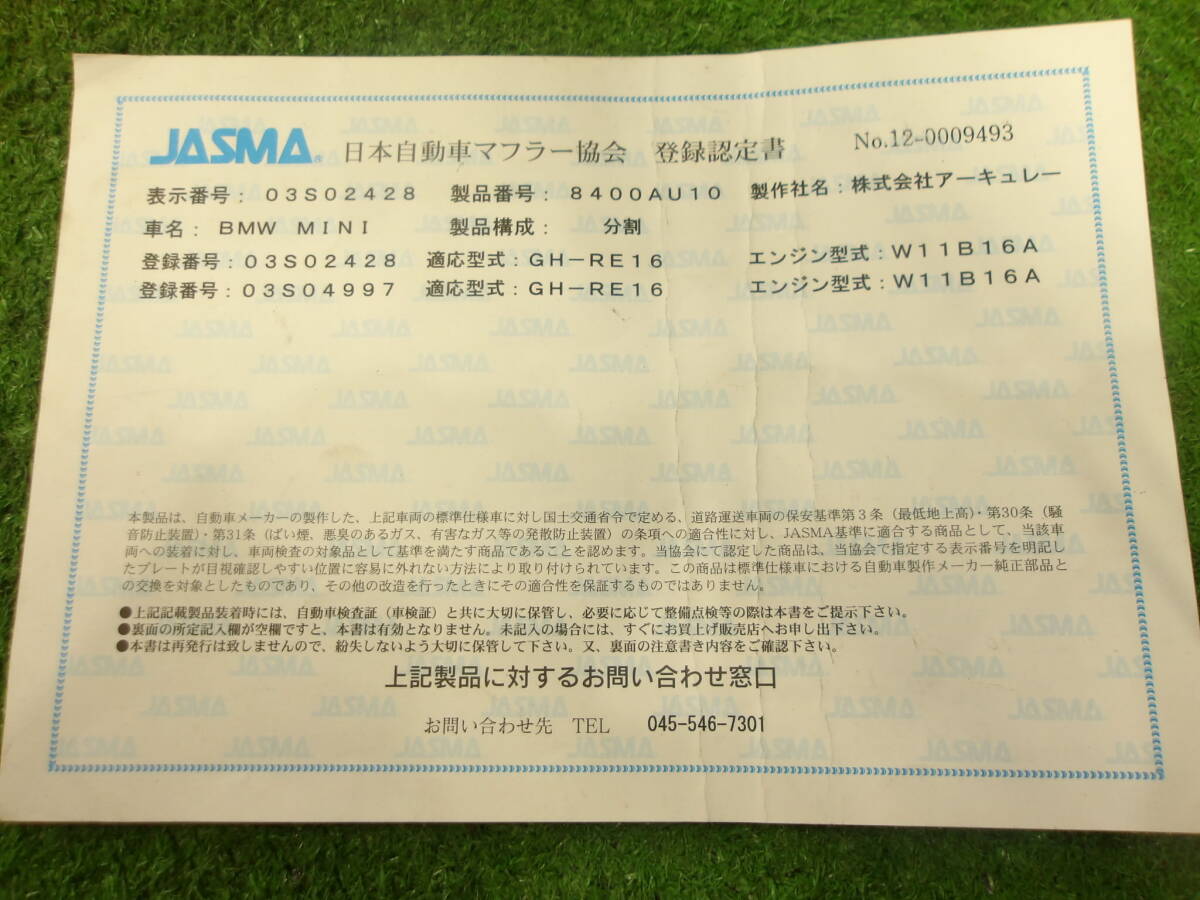 JASMA® 日本自動車マフラー協会 登録認定書 No.12-0009493
表示番号: 03S02428 製品番号: 8400AU10 製作社名:株式会社アーキュレー
車名: BMW MINI 製品構成: 分割
登録番号:03S02428 適応型式:GH-RE16 エンジン型式:W11B16A
登録番号:03S04997 適応型式:GH-RE16 エンジン型式:W11B16A
本製品は、自動車メーカーの製作した、上記車両の標準仕様車に対し国土交通省令で定める、道路運送車両の保安基準第3条(最低地上高)・第30条(騒
音防止装置)・第31条(ばい煙、悪臭のあるガス、有害なガス等の発散防止装置)の条項への適合性に対し、JASMA基準に適合する商品として、当該車
両への装着に対し、車両検査の対象品として基準を満たす商品であることを認めます。当協会にて認定した商品は、当協会で指定する表示番号を明記し
たプレートが目視確認しやすい位置に容易に外れない方法により取り付けられています。この商品は標準仕様車における自動車製作メーカー純正部品と
の交換を対象としたものであり、その他の改造を行ったときにその適合性を保証するものではありません。
●上記記載製品装着時には、自動車検査証(車検証)と共に大切に保管し、必要に応じて整備点検等の際は本書をご提示下さい。
●裏面の所定記入欄が空欄ですと、本書は有効となりません。未記入の場合には、すぐにお買上げ販売店へお申し出下さい。
●本書は再発行は致しませんので、紛失しないよう大切に保管して下さい。又、裏面の注意書き内容をご確認下さい。
上記製品に対するお問い合わせ窓口
お問い合わせ先 TEL 045-546-7301